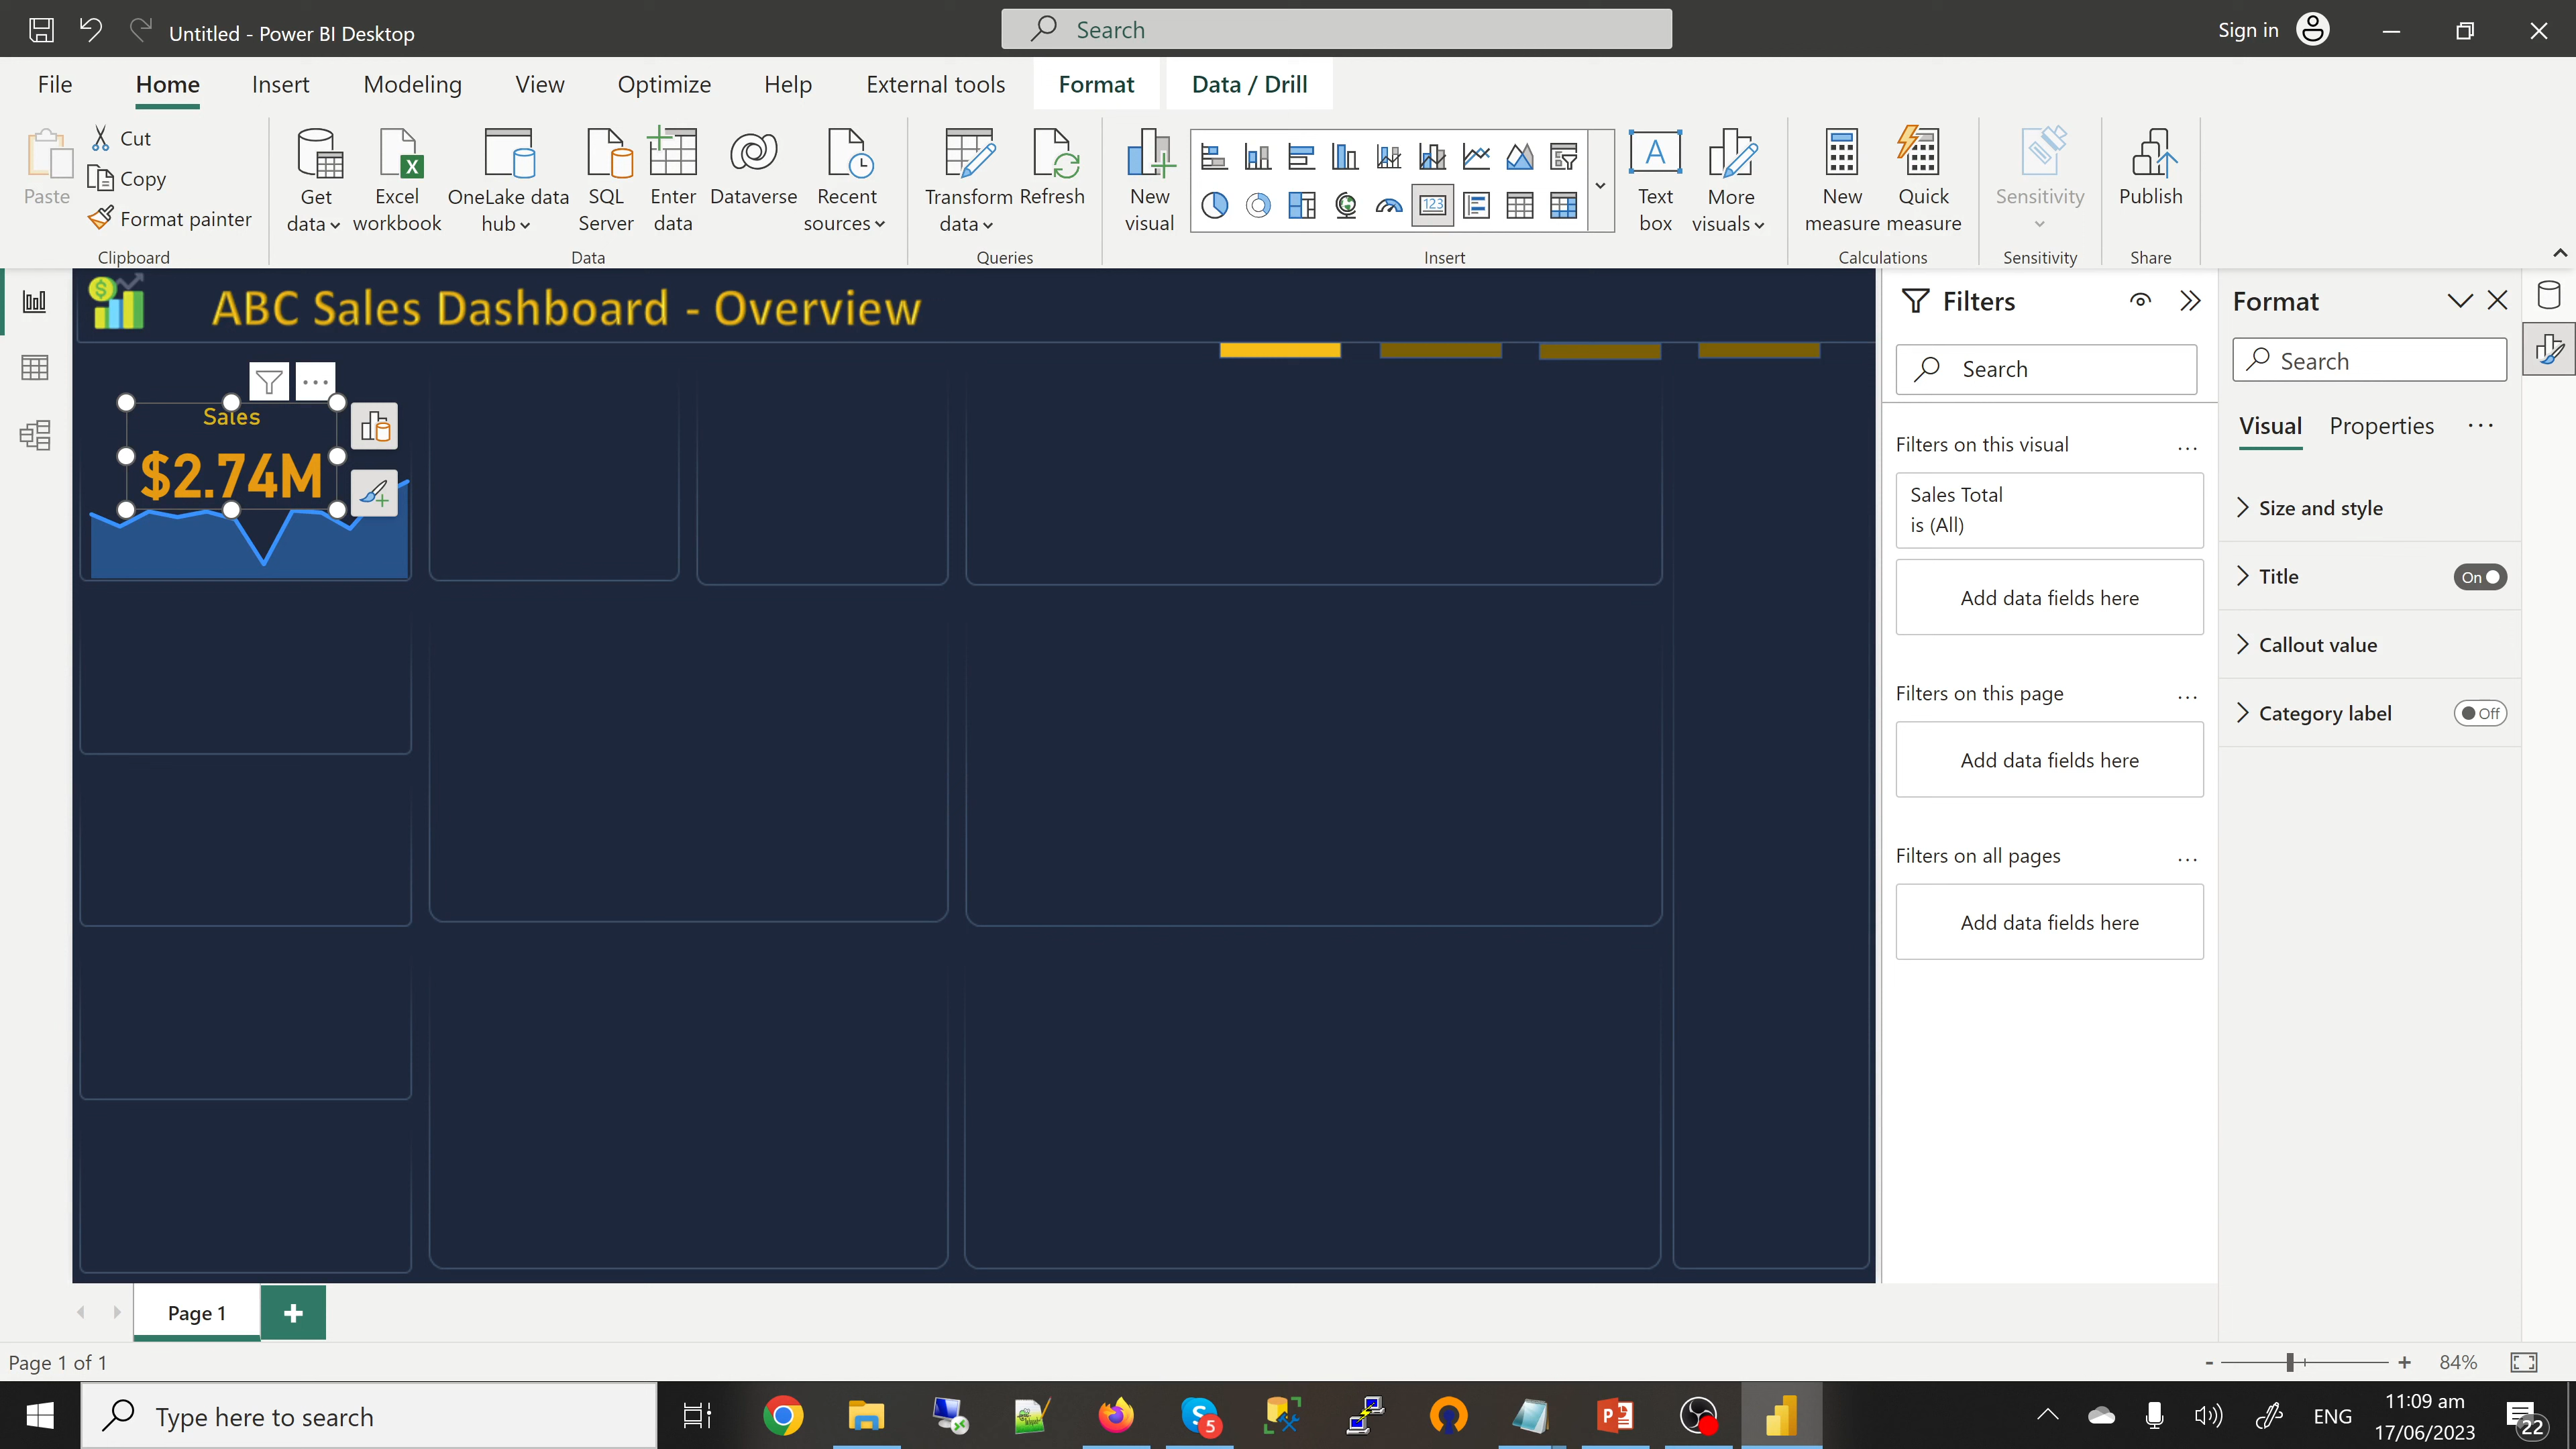 Untitled - Power BI Desktop
Search
Sign in
File
Home
Insert
Modeling
View
Optimize
Help
External tools
Format
Data / Drill
Paste
Cut
Copy
Format painter
Clipboard
Get
data
Excel
workbook
OneLake data
hub
SQL
Server
Enter
data
Dataverse
Recent
sources
Data
Transform
data
Refresh
Queries
New
visual
123
Insert
A
Text
box
More
visuals
New
measure
Quick
measure
Calculations
Sensitivity
Sensitivity
Publish
Share
ABC Sales Dashboard - Overview
Sales
$2.74M
Filters
Search
Filters on this visual
Sales Total
is (All)
Add data fields here
Filters on this page
Add data fields here
Filters on all pages
Add data fields here
Format
Search
Visual
Properties
Size and style
Title
On
Callout value
Category label
Off
Page 1
Page 1 of 1
- + 84%
Type here to search
5
ENG
11:09 am
17/06/2023
22